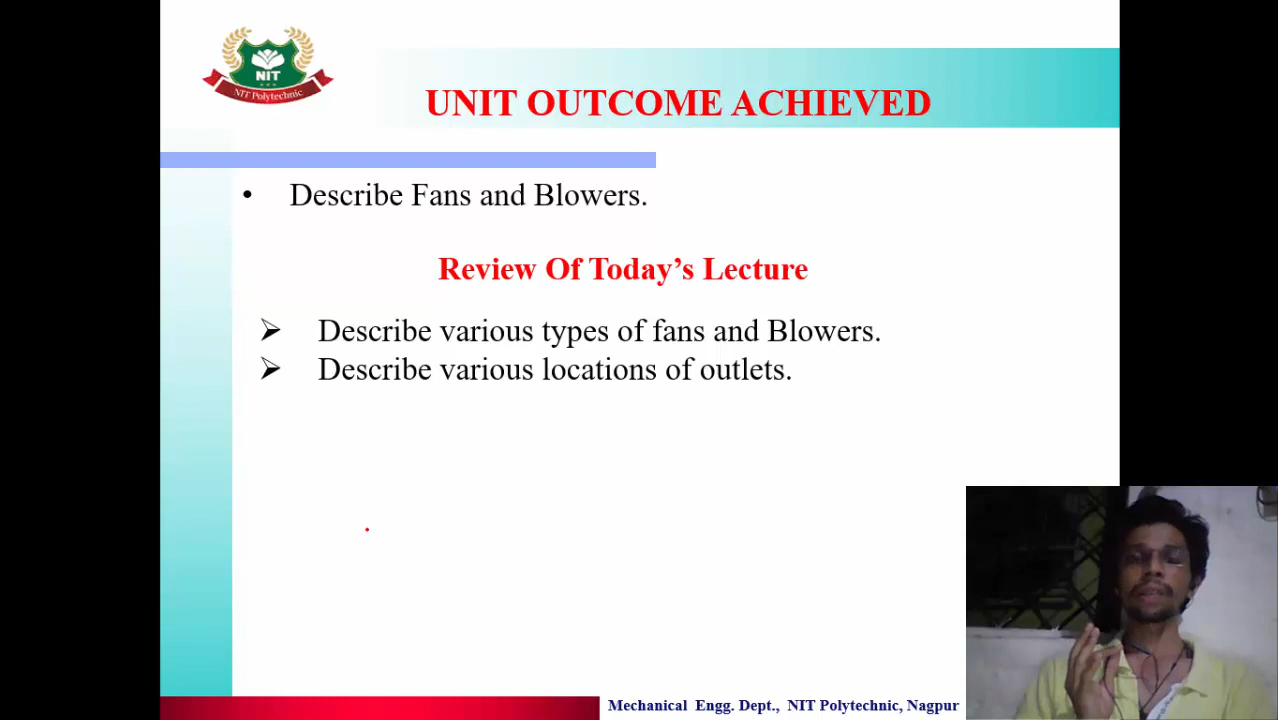 NIT
NIT Polytechnic
UNIT OUTCOME ACHIEVED
• Describe Fans and Blowers.
Review Of Today’s Lecture
➢ Describe various types of fans and Blowers.
➢ Describe various locations of outlets.
Mechanical Engg. Dept., NIT Polytechnic, Nagpur